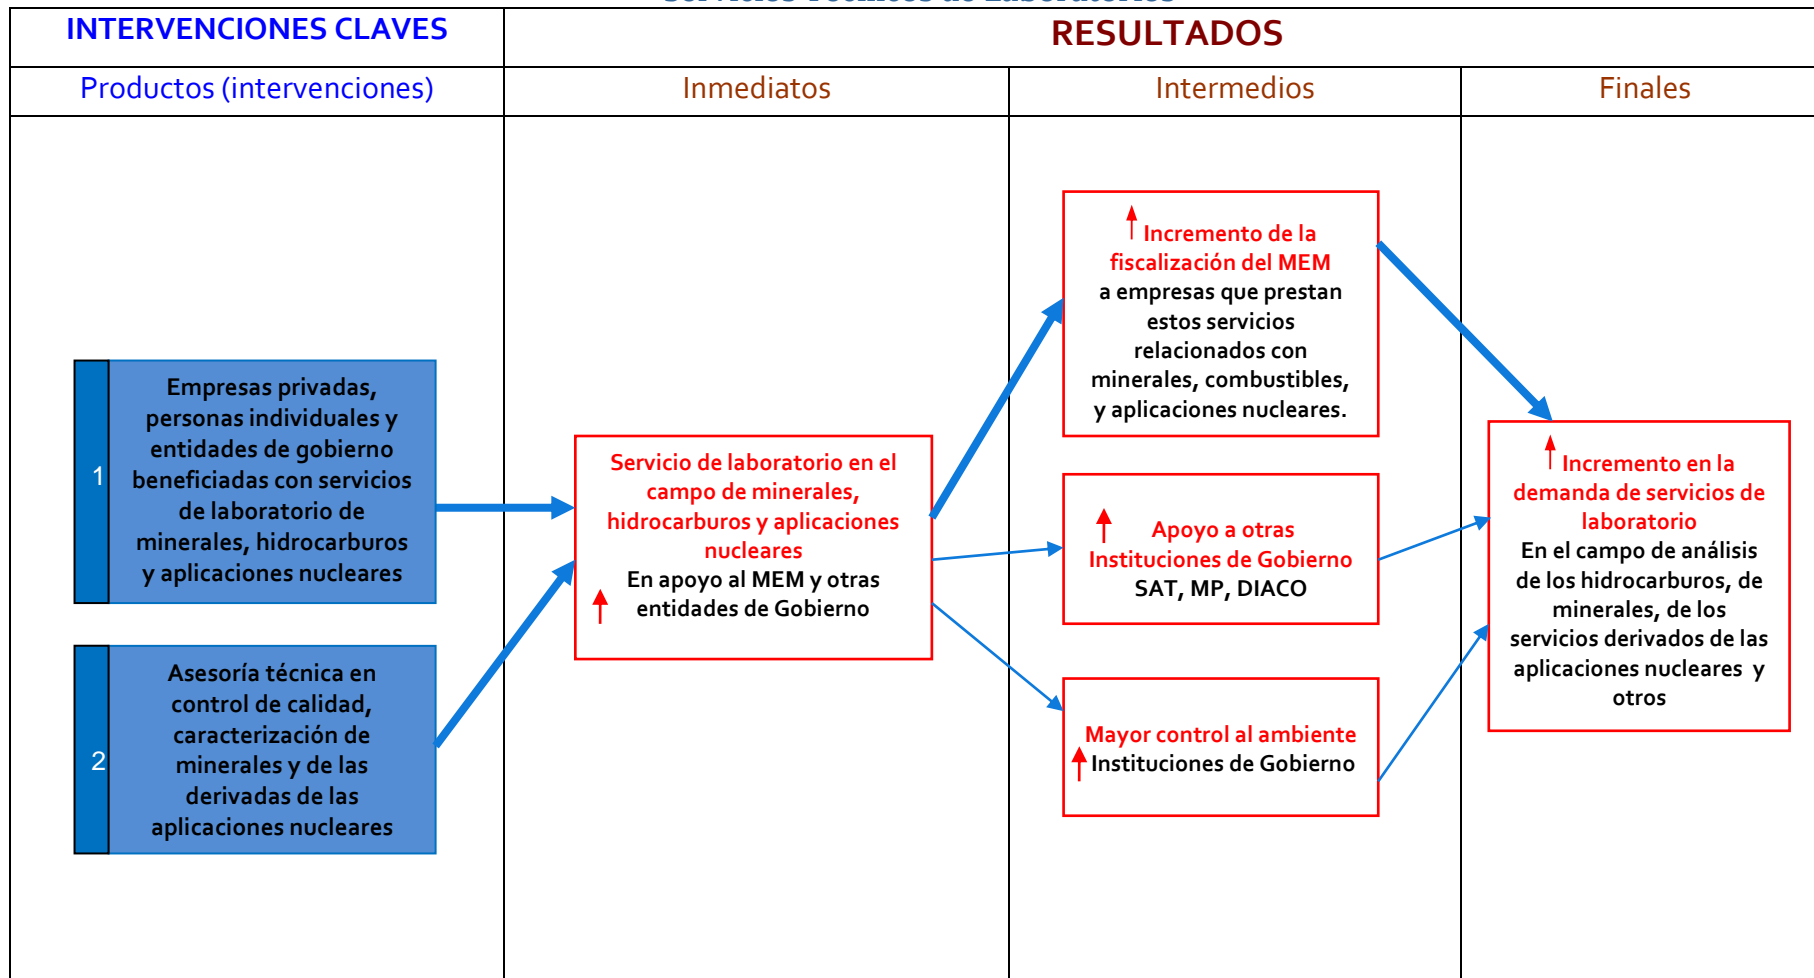 Servicios Técnicos de Laboratorios
INTERVENCIONES CLAVES
RESULTADOS
Productos (intervenciones)
Inmediatos
Intermedios
Finales
1
Empresas privadas,
personas individuales y
entidades de gobierno
beneficiadas con servicios
de laboratorio de
minerales, hidrocarburos
y aplicaciones nucleares
2
Asesoría técnica en
control de calidad,
caracterización de
minerales y de las
derivadas de las
aplicaciones nucleares
Servicio de laboratorio en el
campo de minerales,
hidrocarburos y aplicaciones
nucleares
En apoyo al MEM y otras
entidades de Gobierno
Incremento de la
fiscalización del MEM
a empresas que prestan
estos servicios
relacionados con
minerales, combustibles,
y aplicaciones nucleares.
Apoyo a otras
Instituciones de Gobierno
SAT, MP, DIACO
Mayor control al ambiente
Instituciones de Gobierno
Incremento en la
demanda de servicios de
laboratorio
En el campo de análisis
de los hidrocarburos, de
minerales, de los
servicios derivados de las
aplicaciones nucleares y
otros